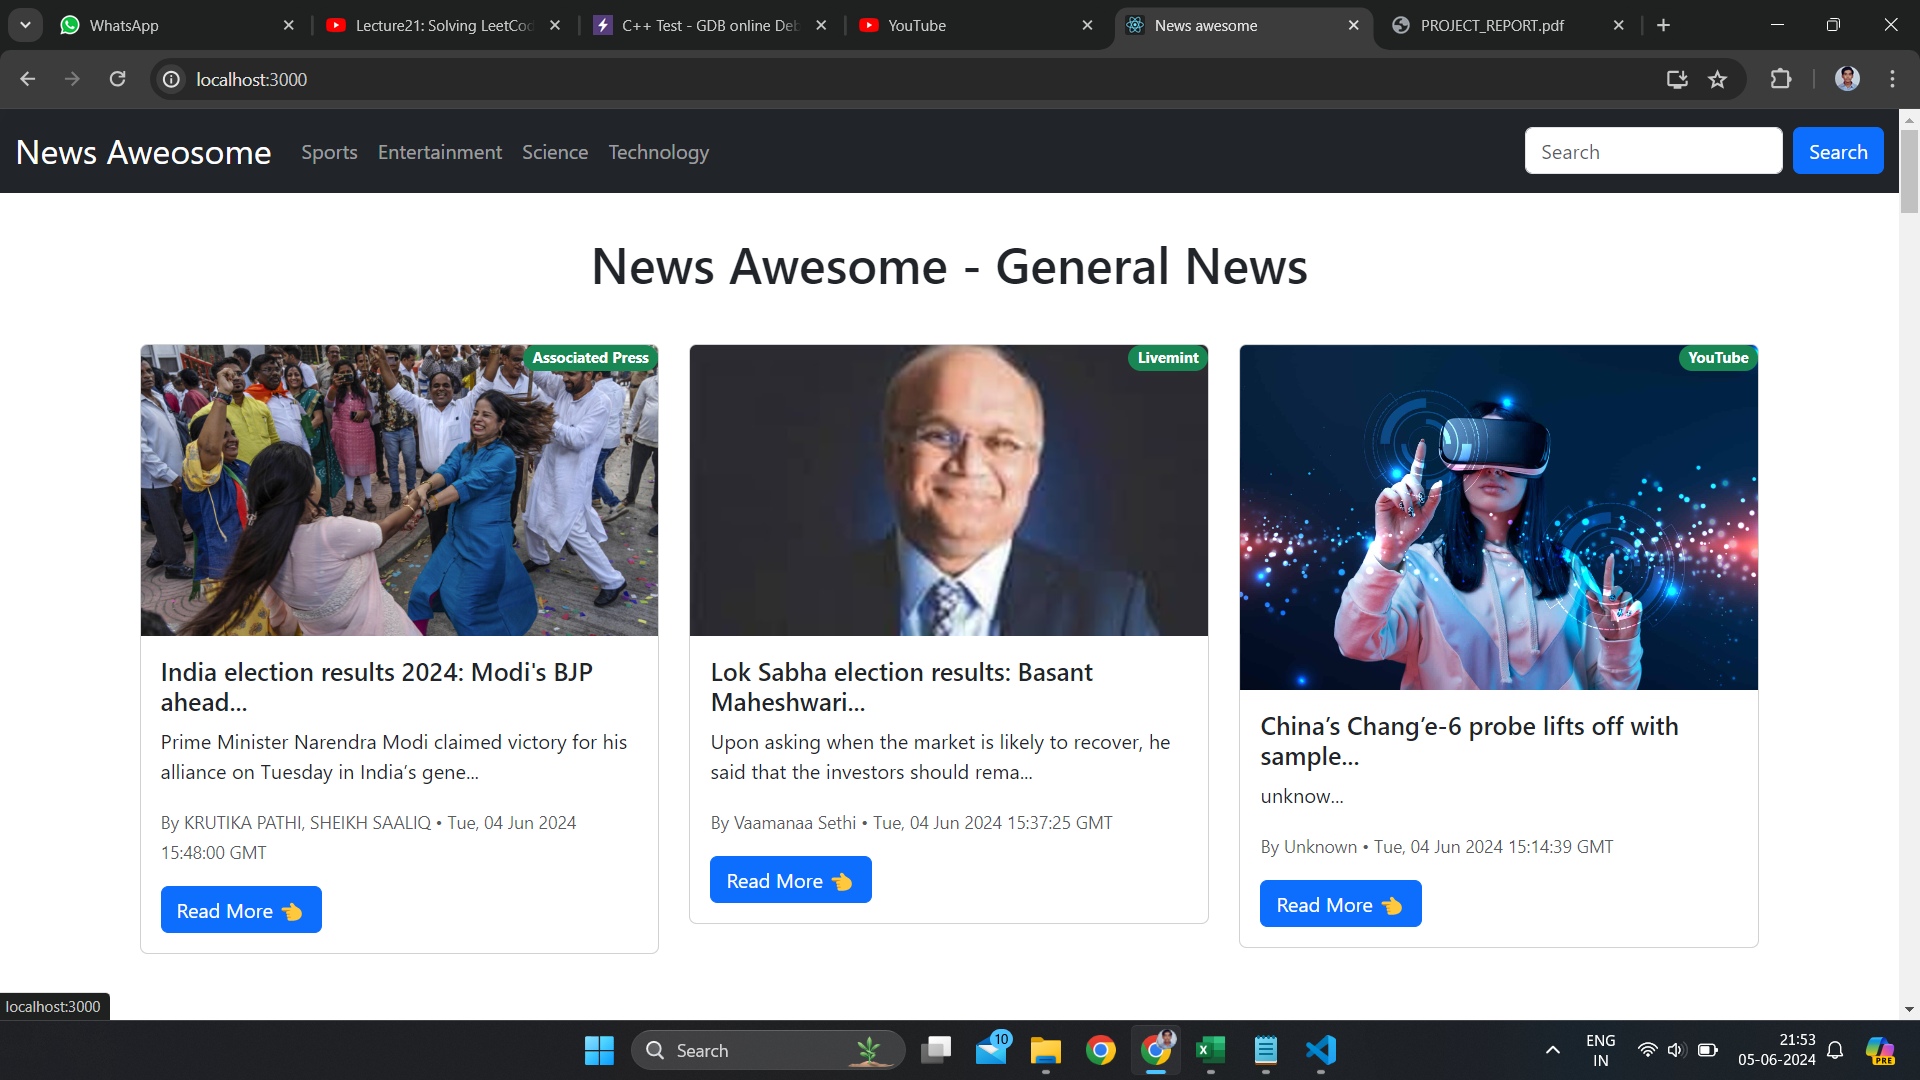 WhatsApp
Lecture21: Solving LeetCod
C++ Test - GDB online Deb
YouTube
News awesome
PROJECT_REPORT.pdf
localhost:3000
News Aweosome
Sports
Entertainment
Science
Technology
Search
Search
News Awesome - General News
Associated Press
India election results 2024: Modi's BJP
ahead...
Prime Minister Narendra Modi claimed victory for his
alliance on Tuesday in India’s gene...
By KRUTIKA PATHI, SHEIKH SAALIQ • Tue, 04 Jun 2024
15:48:00 GMT
Read More 👈
Livemint
Lok Sabha election results: Basant
Maheshwari...
Upon asking when the market is likely to recover, he
said that the investors should rema...
By Vaamanaa Sethi • Tue, 04 Jun 2024 15:37:25 GMT
Read More 👈
YouTube
China’s Chang’e-6 probe lifts off with
sample...
unknow...
By Unknown • Tue, 04 Jun 2024 15:14:39 GMT
Read More 👈
localhost:3000
Search
10
ENG
IN
21:53
05-06-2024
PRE